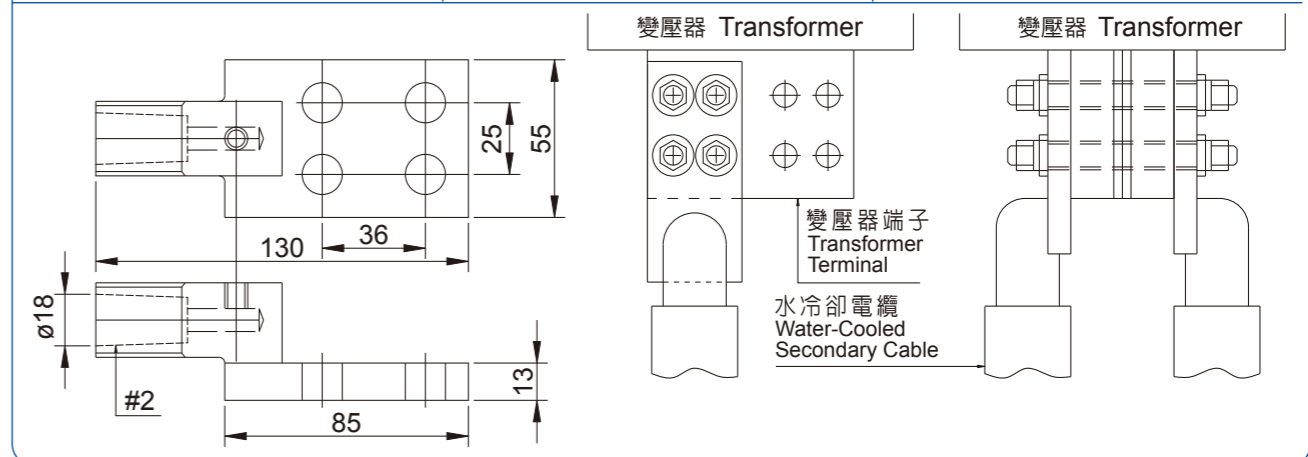 變壓器 Transformer
變壓器 Transformer
25
55
36
130
變壓器端子
Transformer
Terminal
水冷卻電纜
Water-Cooled
Secondary Cable
ø18
#2
13
85